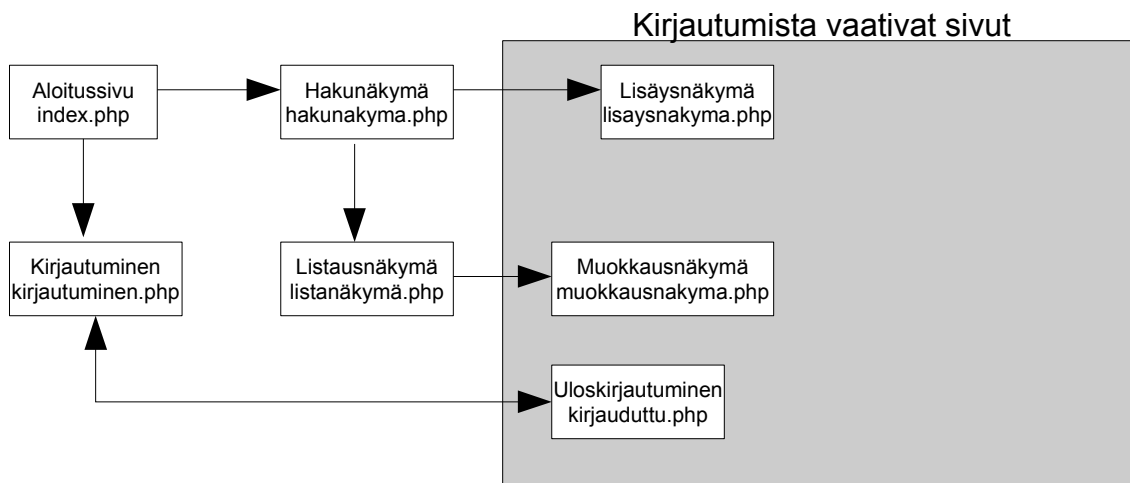 Kirjautumista vaativat sivut
Aloitussivu
index.php
Hakunäkymä
hakunakyma.php
Lisäysnäkymä
lisaysnakyma.php
Kirjautuminen
kirjautuminen.php
Listausnäkymä
listanäkymä.php
Muokkausnäkymä
muokkausnakyma.php
Uloskirjautuminen
kirjauduttu.php